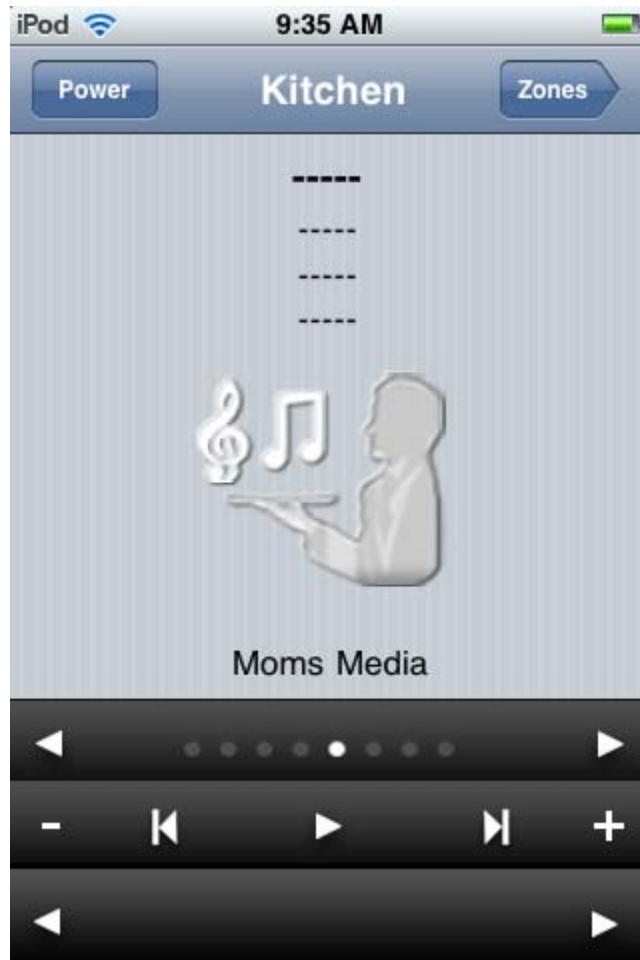 iPod 9:35 AM
Power Kitchen Zones
-----
-----
-----
-----
Moms Media
- +